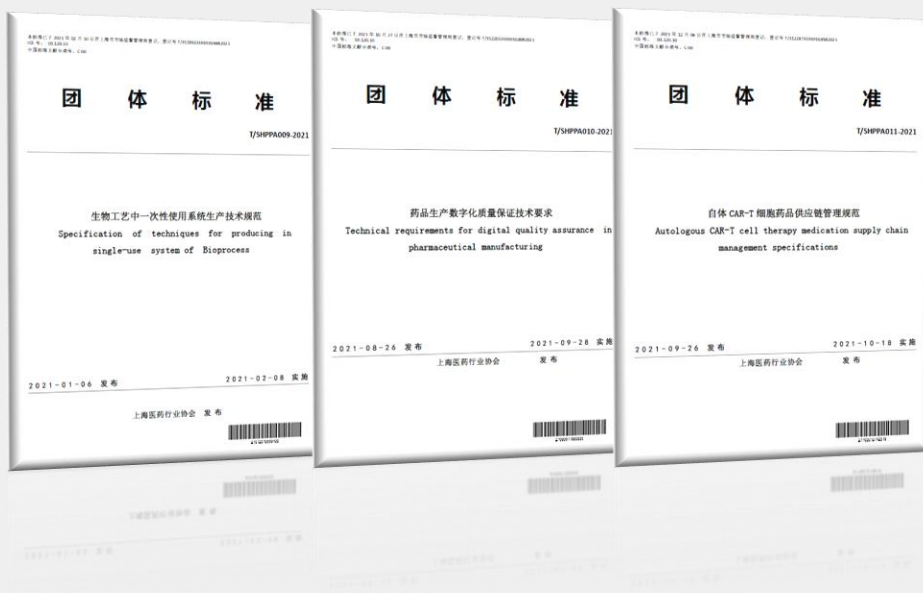 团 体 标 准
T/SHPPA009-2021
生物工艺中一次性使用系统生产技术规范
Specification of techniques for producing in
single-use system of Bioprocess
2021-01-06 发布
2021-02-08 实施
上海医药行业协会 发布
团 体 标 准
T/SHPPA010-2021
药品生产数字化质量保证技术要求
Technical requirements for digital quality assurance in
pharmaceutical manufacturing
2021-08-26 发布
2021-09-28 实施
上海医药行业协会 发布
团 体 标 准
T/SHPPA011-2021
自体 CAR-T 细胞药品供应链管理规范
Autologous CAR-T cell therapy medication supply chain
management specifications
2021-09-26 发布
2021-10-18 实施
上海医药行业协会 发布